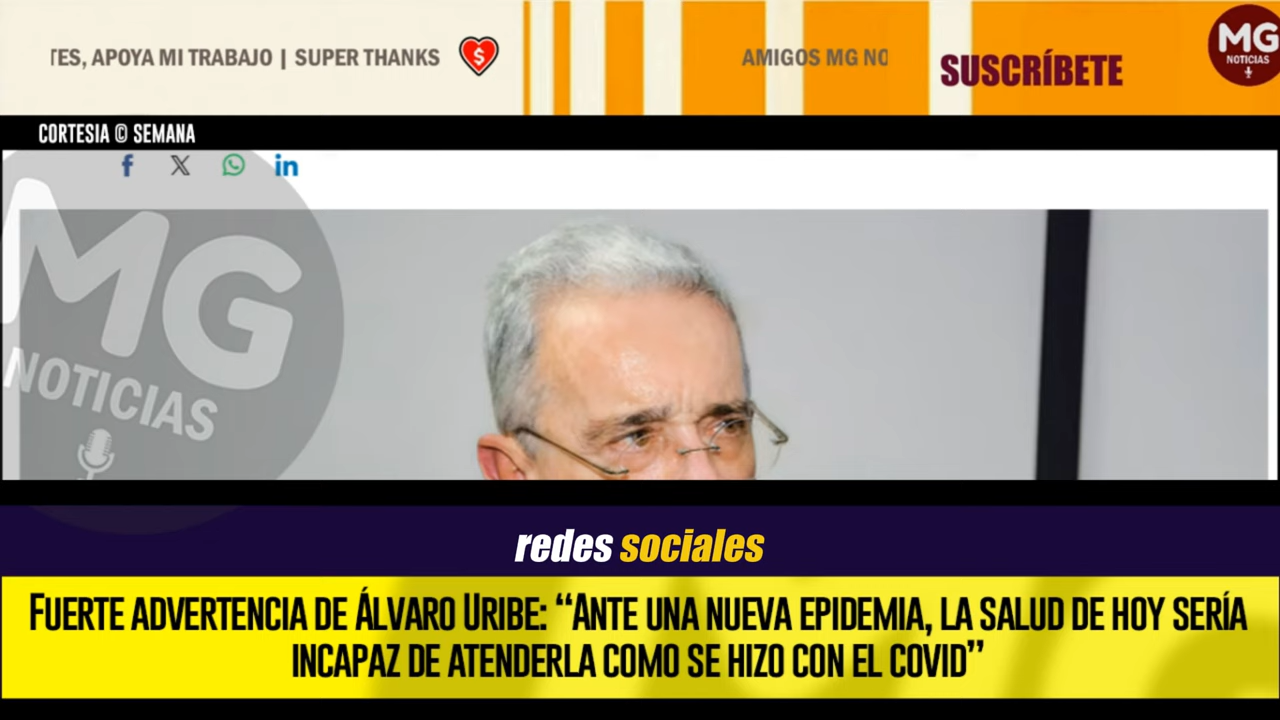 TES, APOYA MI TRABAJO | SUPER THANKS
$
AMIGOS MG NO
SUSCRÍBETE
MG
NOTICIAS
CORTESIA © SEMANA
f X in
MG
NOTICIAS
redes sociales
FUERTE ADVERTENCIA DE ÁLVARO URIBE: “ANTE UNA NUEVA EPIDEMIA, LA SALUD DE HOY SERÍA
INCAPAZ DE ATENDERLA COMO SE HIZO CON EL COVID”